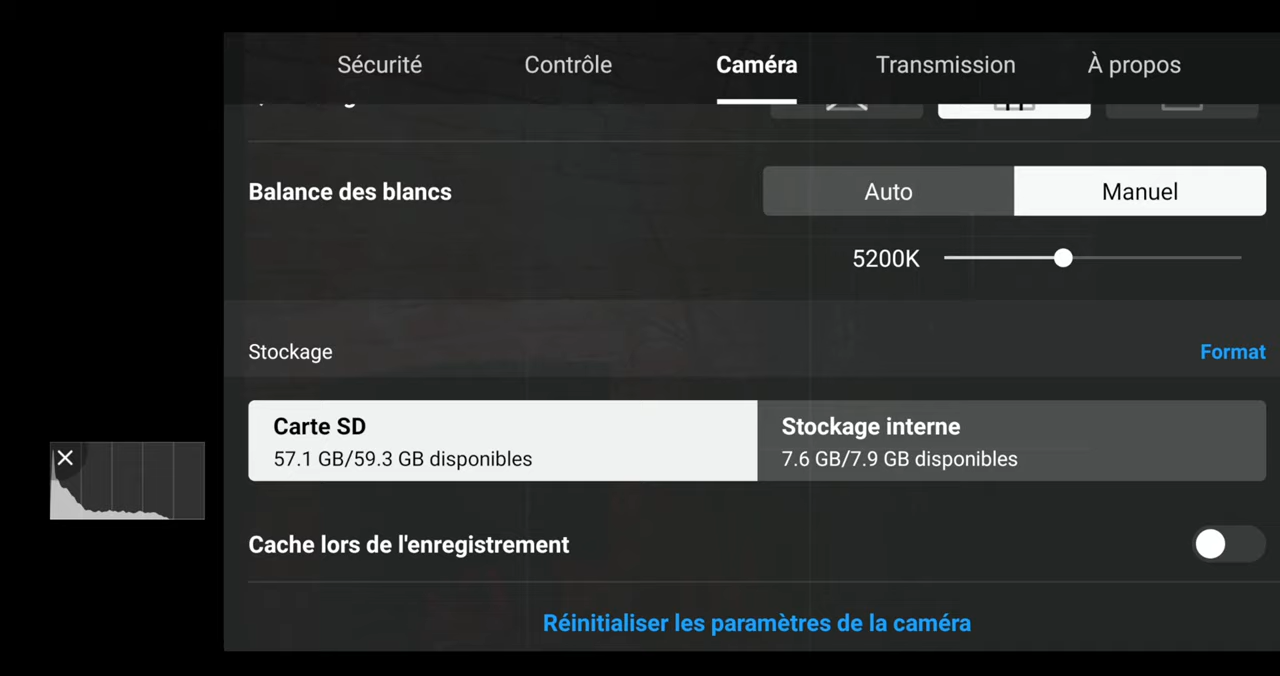 Sécurité Contrôle Caméra Transmission À propos
Balance des blancs Auto Manuel
5200K
Stockage Format
Carte SD Stockage interne
57.1 GB/59.3 GB disponibles 7.6 GB/7.9 GB disponibles
Cache lors de l'enregistrement
Réinitialiser les paramètres de la caméra